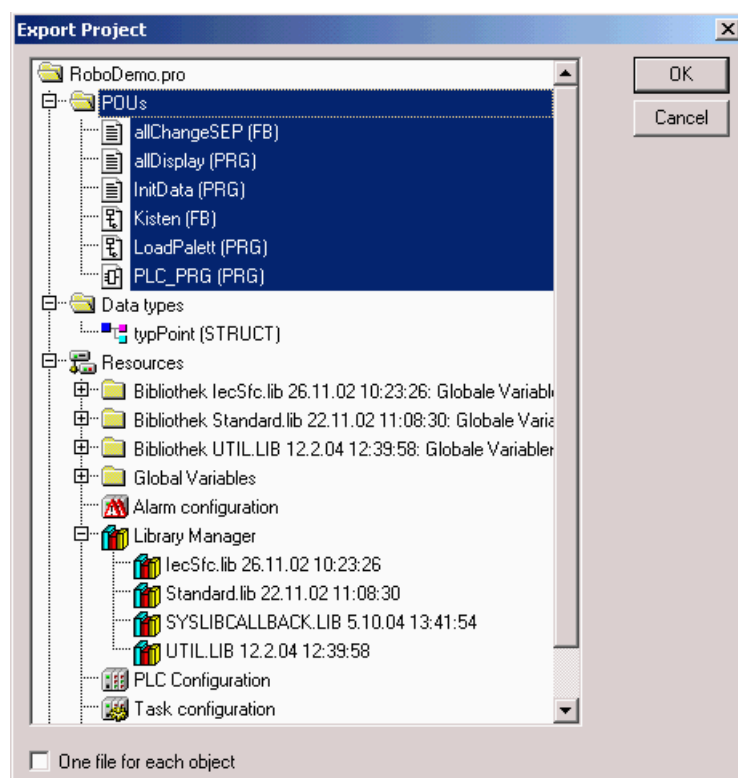 Export Project
RoboDemo.pro
OK
POUs
Cancel
allChangeSEP (FB)
allDisplay (PRG)
InitData (PRG)
Kisten (FB)
LoadPalett (PRG)
PLC_PRG (PRG)
Data types
typPoint (STRUCT)
Resources
Bibliothek IecSfc.lib 26.11.02 10:23:26: Globale Variabl
Bibliothek Standard.lib 22.11.02 11:08:30: Globale Varia
Bibliothek UTIL.LIB 12.2.04 12:39:58: Globale Variabler
Global Variables
Alarm configuration
Library Manager
IecSfc.lib 26.11.02 10:23:26
Standard.lib 22.11.02 11:08:30
SYSLIBCALLBACK.LIB 5.10.04 13:41:54
UTIL.LIB 12.2.04 12:39:58
PLC Configuration
Task configuration
One file for each object